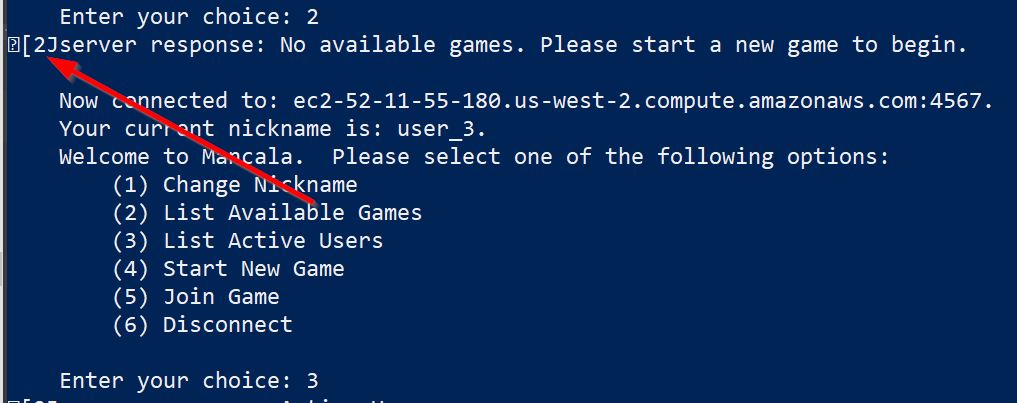 Enter your choice: 2
[2Jserver response: No available games. Please start a new game to begin.
Now connected to: ec2-52-11-55-180.us-west-2.compute.amazonaws.com:4567.
Your current nickname is: user_3.
Welcome to Mancala.  Please select one of the following options:
(1) Change Nickname
(2) List Available Games
(3) List Active Users
(4) Start New Game
(5) Join Game
(6) Disconnect
Enter your choice: 3